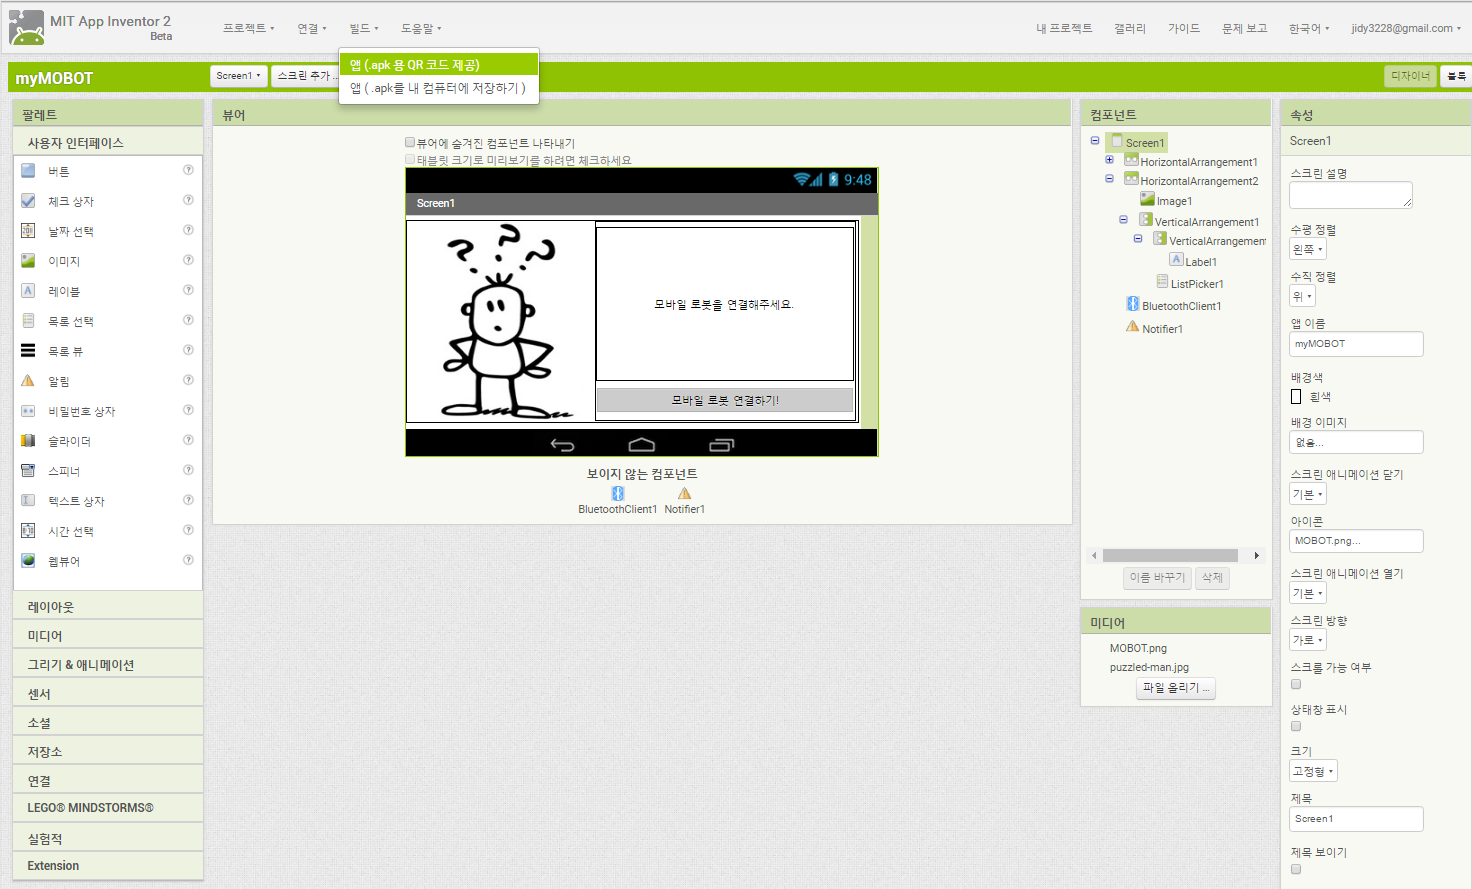 MIT App Inventor 2
Beta
프로젝트 연결 빌드 도움말 내 프로젝트 갤러리 가이드 문제 보고 한국어 jidy3228@gmail.com
앱 (.apk 용 QR 코드 제공)
앱 ( .apk를 내 컴퓨터에 저장하기 )
myMOBOT Screen1 스크린 추가 .. 디자이너 블록
팔레트
사용자 인터페이스
버튼
체크 상자
날짜 선택
이미지
레이블
목록 선택
목록 뷰
알림
비밀번호 상자
슬라이더
스피너
텍스트 상자
시간 선택
웹뷰어
레이아웃
미디어
그리기 & 애니메이션
센서
소셜
저장소
연결
LEGO® MINDSTORMS®
실험적
Extension
뷰어
뷰어에 숨겨진 컴포넌트 나타내기
태블릿 크기로 미리보기를 하려면 체크하세요
9:48
Screen1
모바일 로봇을 연결해주세요.
모바일 로봇 연결하기!
보이지 않는 컴포넌트
BluetoothClient1 Notifier1
컴포넌트
Screen1
HorizontalArrangement1
HorizontalArrangement2
Image1
VerticalArrangement1
VerticalArrangement
Label1
ListPicker1
BluetoothClient1
Notifier1
이름 바꾸기 삭제
미디어
MOBOT.png
puzzled-man.jpg
파일 올리기 ...
속성
Screen1
스크린 설명
수평 정렬
왼쪽
수직 정렬
위
앱 이름
myMOBOT
배경색
흰색
배경 이미지
없음...
스크린 애니메이션 닫기
기본
아이콘
MOBOT.png...
스크린 애니메이션 열기
기본
스크린 방향
가로
스크롤 가능 여부
상태창 표시
크기
고정형
제목
Screen1
제목 보이기